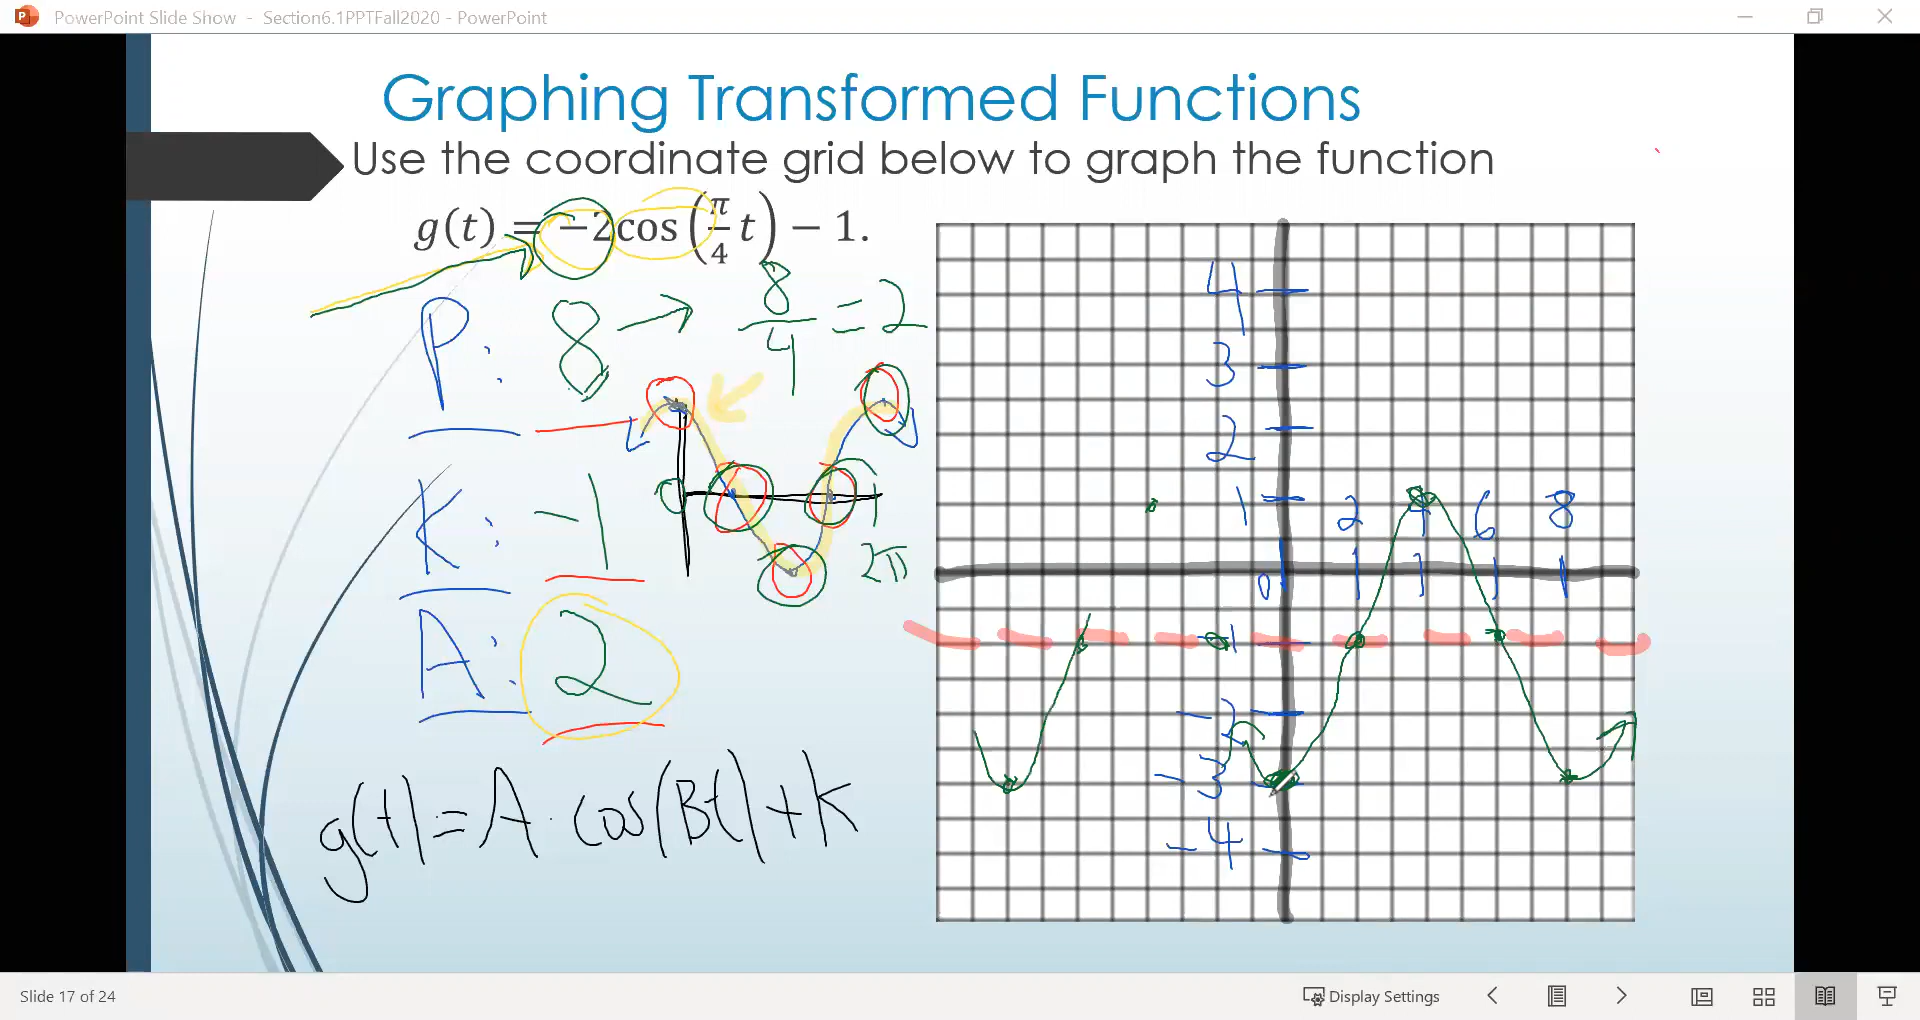 PowerPoint Slide Show - Section6.1PPTFall2020 - PowerPoint
Graphing Transformed Functions
Use the coordinate grid below to graph the function
g(t) = −2cos(π/4 t) − 1.
P: 8 → 8/4 = 2
K: -1
0
2π
A: 2
g(t) = A · cos(Bt) + K
4
3
2
1
2 4 6 8
0
-1
-2
-3
-4
Slide 17 of 24
Display Settings